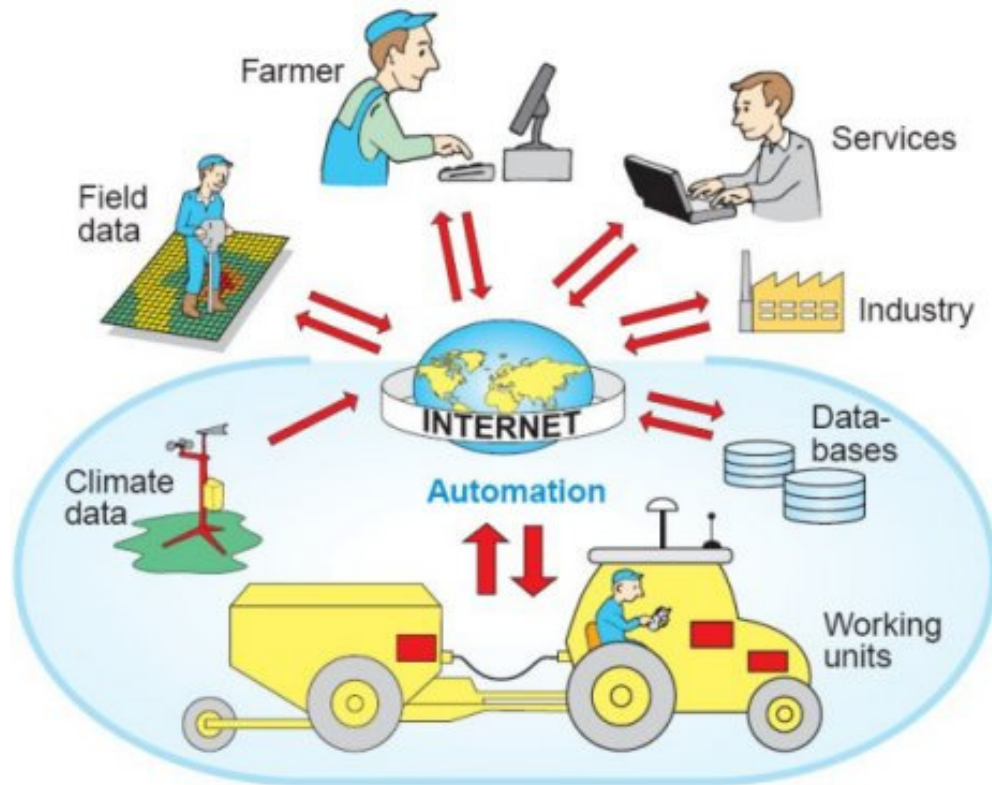 Farmer
Services
Field
data
Industry
INTERNET
Data-
bases
Climate
data
Automation
Working
units